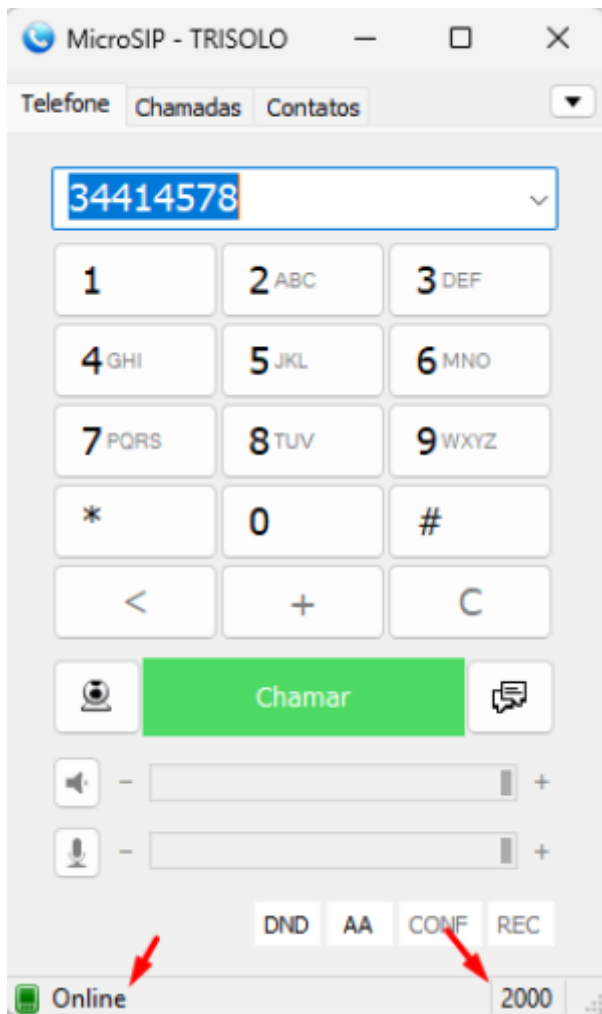 MicroSIP - TRISOLO
Telefone Chamadas Contatos
34414578
1 2 ABC 3 DEF
4 GHI 5 JKL 6 MNO
7 PQRS 8 TUV 9 WXYZ
* 0 #
< + C
Chamar
- +
- +
DND AA CONF REC
Online 2000